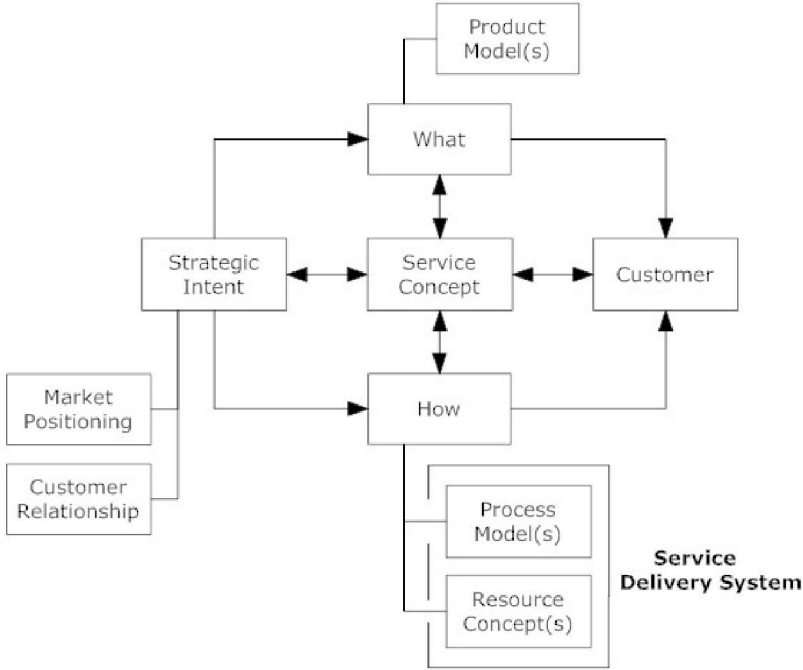 Product
Model(s)
What
Strategic
Intent
Service
Concept
Customer
Market
Positioning
How
Customer
Relationship
Process
Model(s)
Service
Delivery System
Resource
Concept(s)